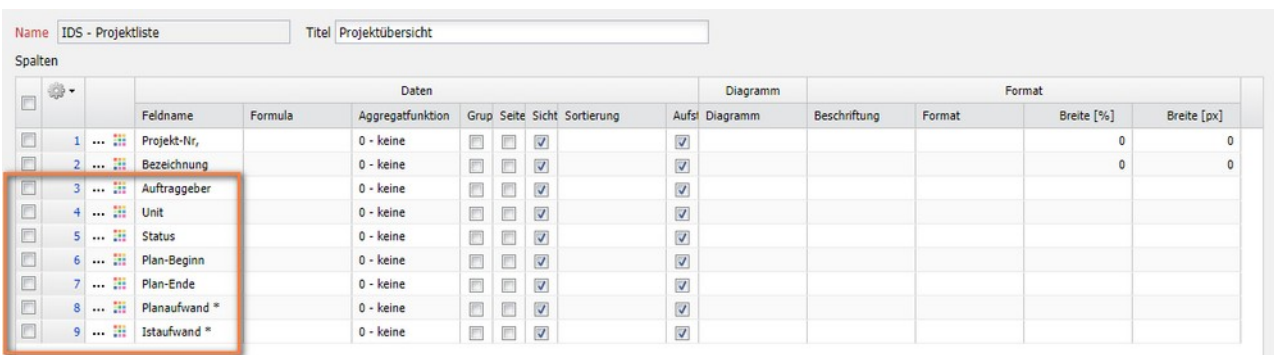 Name IDS - Projektliste Titel Projektübersicht
Spalten
Daten Diagramm Format
Feldname Formula Aggregatfunktion Grup Seite Sicht Sortierung Aufst Diagramm Beschriftung Format Breite [%] Breite [px]
1 ... Projekt-Nr, 0 - keine 0 0
2 ... Bezeichnung 0 - keine 0 0
3 ... Auftraggeber 0 - keine
4 ... Unit 0 - keine
5 ... Status 0 - keine
6 ... Plan-Beginn 0 - keine
7 ... Plan-Ende 0 - keine
8 ... Planaufwand * 0 - keine
9 ... Istaufwand * 0 - keine